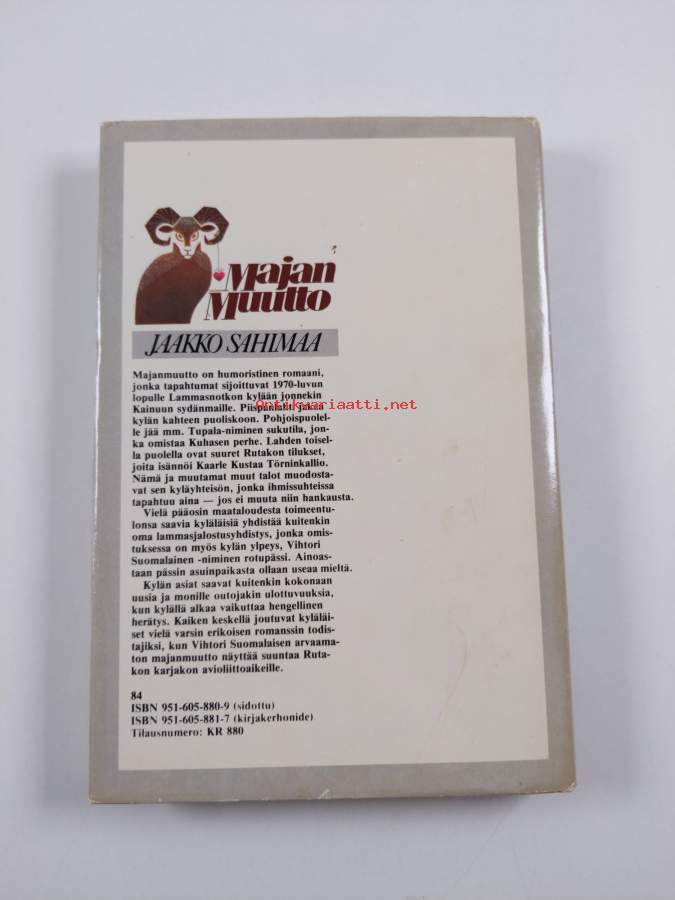 Majan
Muutto
JAAKKO SAHIMAA
Majanmuutto on humoristinen romaani,
jonka tapahtumat sijoittuvat 1970-luvun
lopulle Lammasnotkon kylään jonnekin
Kainuun sydänmaille. Piispanlahti jakaa
Antikvariaatti.net
kylän kahteen puoliskoon. Pohjoispuolel-
le jää mm. Tupala-niminen sukutila, jon-
ka omistaa Kuhasen perhe. Lahden toisel-
la puolella ovat suuret Rutakon tilukset,
joita isännöi Kaarle Kustaa Törninkallio.
Nämä ja muutamat muut talot muodosta-
vat sen kyläyhteisön, jonka ihmissuhteissa
tapahtuu aina — jos ei muuta niin hankausta.
Vielä pääosin maataloudesta toimeentu-
lonsa saavia kyläläisiä yhdistää kuitenkin
oma lammasjalostusyhdistys, jonka omis-
tuksessa on myös kylän ylpeys, Vihtori
Suomalainen -niminen rotupässi. Ainoas-
taan pässin asuinpaikasta ollaan useaa mieltä.
Kylän asiat saavat kuitenkin kokonaan
uusia ja monille outojakin ulottuvuuksia,
kun kylällä alkaa vaikuttaa hengellinen
herätys. Kaiken keskellä joutuvat kyläläi-
set vielä varsin erikoisen romanssin todis-
tajiksi, kun Vihtori Suomalaisen arvaama-
ton majanmuutto näyttää suuntaa Ruta-
kon karjakon avioliittoaikeille.
84
ISBN 951-605-880-9 (sidottu)
ISBN 951-605-881-7 (kirjakerhonide)
Tilausnumero: KR 880